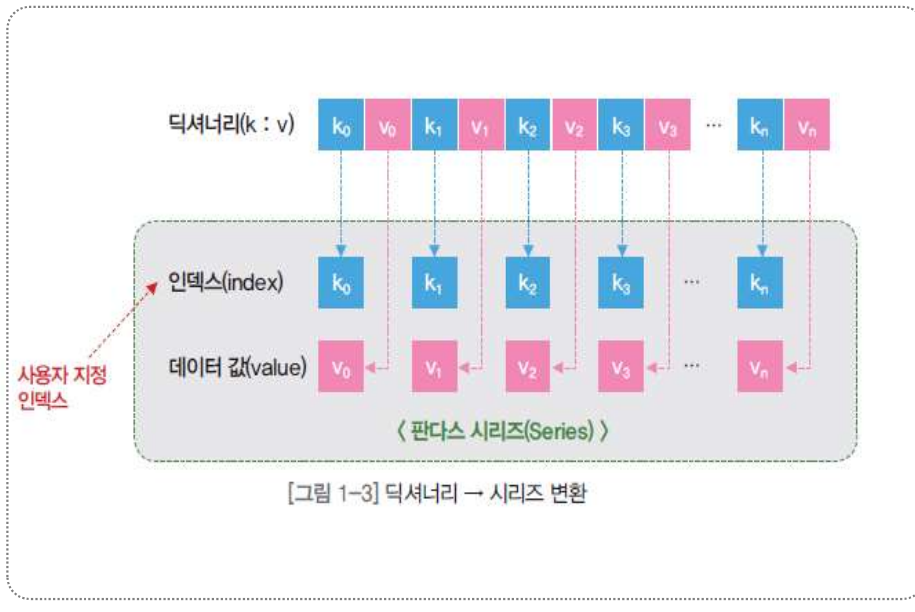 딕셔너리(k : v) k₀ v₀ k₁ v₁ k₂ v₂ k₃ v₃ ··· kₙ vₙ
인덱스(index) k₀ k₁ k₂ k₃ ··· kₙ
사용자 지정
인덱스
데이터 값(value) v₀ v₁ v₂ v₃ ··· vₙ
< 판다스 시리즈(Series) >
[그림 1-3] 딕셔너리 → 시리즈 변환